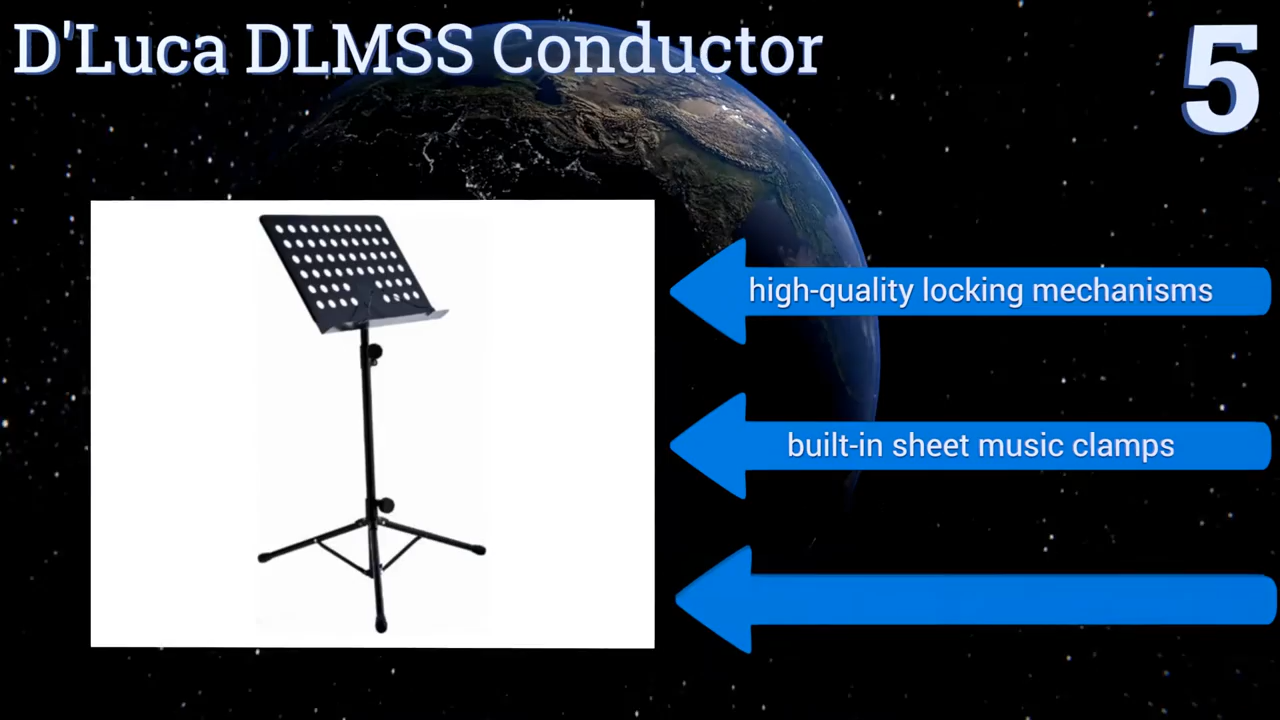 D'Luca DLMSS Conductor
5
high-quality locking mechanisms
built-in sheet music clamps